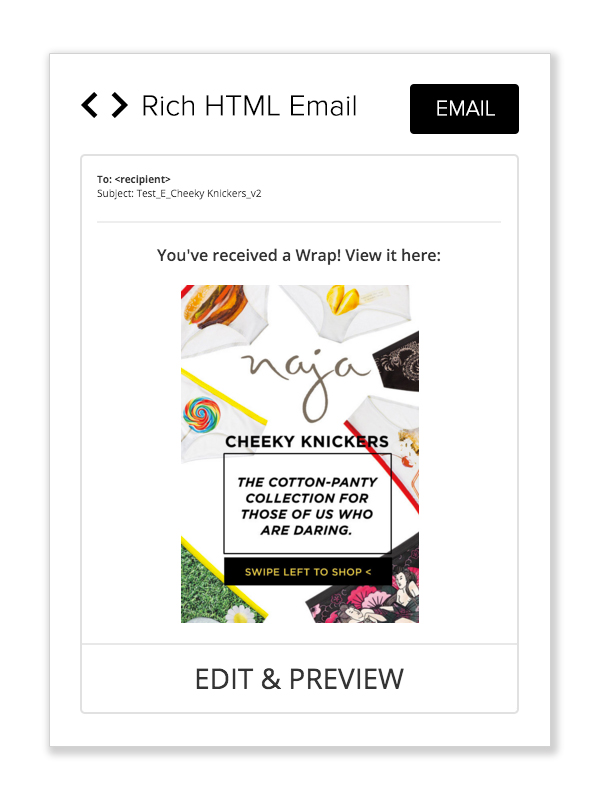 < > Rich HTML Email
EMAIL
To: <recipient>
Subject: Test_E_Cheeky Knickers_v2
You've received a Wrap! View it here:
naja
CHEEKY KNICKERS
THE COTTON-PANTY
COLLECTION FOR
THOSE OF US WHO
ARE DARING.
SWIPE LEFT TO SHOP <
EDIT & PREVIEW